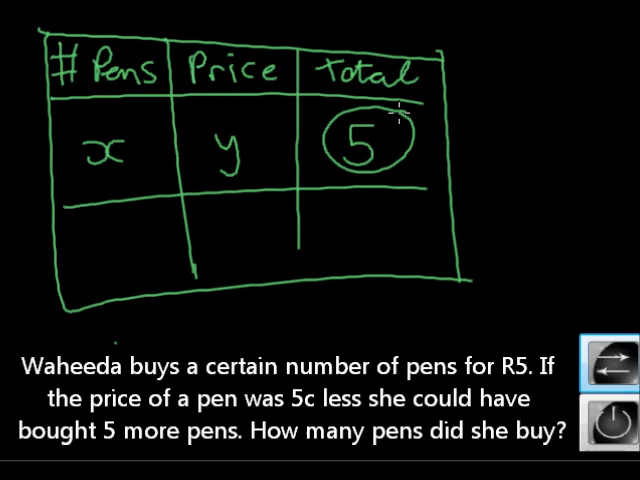 # Pens Price Total
x y 5
Waheeda buys a certain number of pens for R5. If
the price of a pen was 5c less she could have
bought 5 more pens. How many pens did she buy?